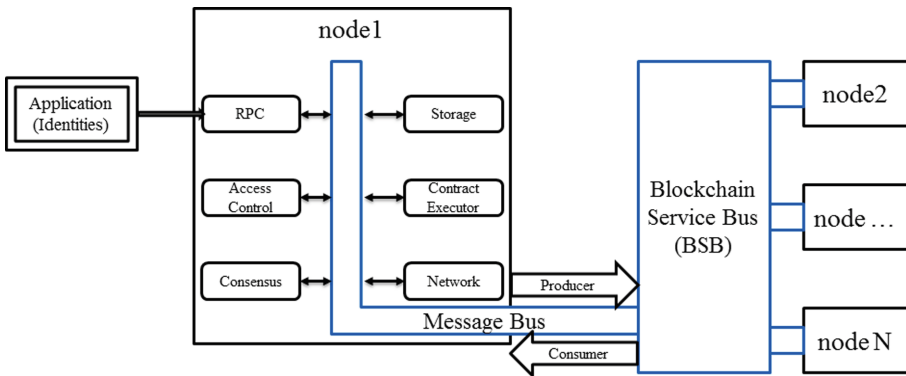 node1
Application
(Identities)
RPC
Storage
Access
Control
Contract
Executor
Consensus
Network
Producer
Message Bus
Consumer
Blockchain
Service Bus
(BSB)
node2
node...
node N